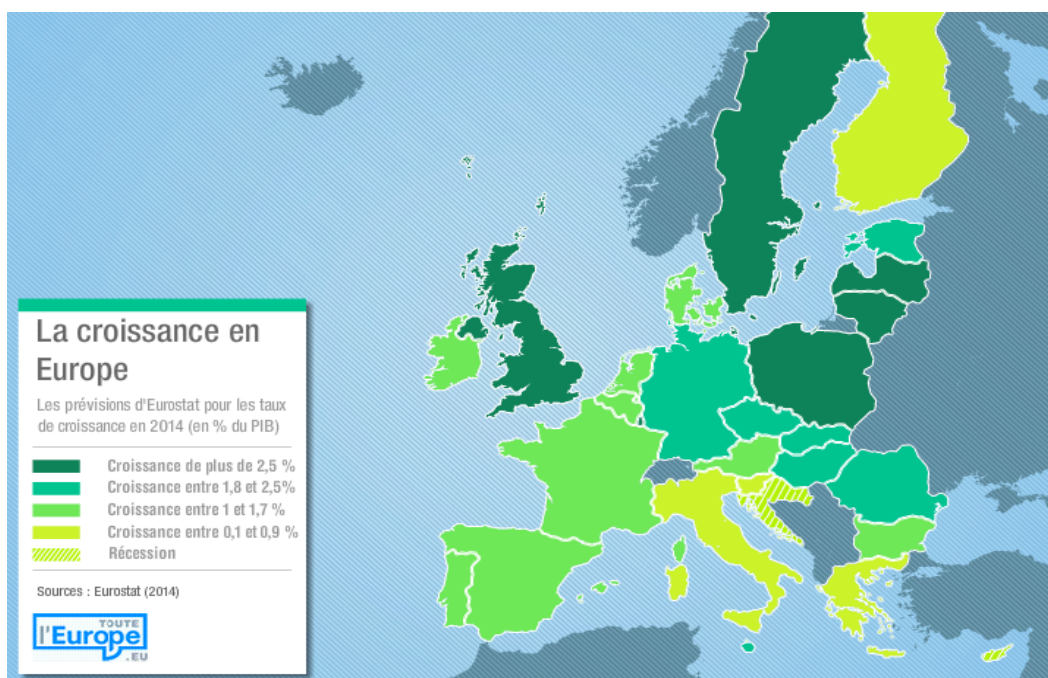 La croissance en
Europe
Les prévisions d'Eurostat pour les taux
de croissance en 2014 (en % du PIB)
Croissance de plus de 2,5 %
Croissance entre 1,8 et 2,5%
Croissance entre 1 et 1,7 %
Croissance entre 0,1 et 0,9 %
Récession
Sources : Eurostat (2014)
TOUTE
l'Europe
.EU